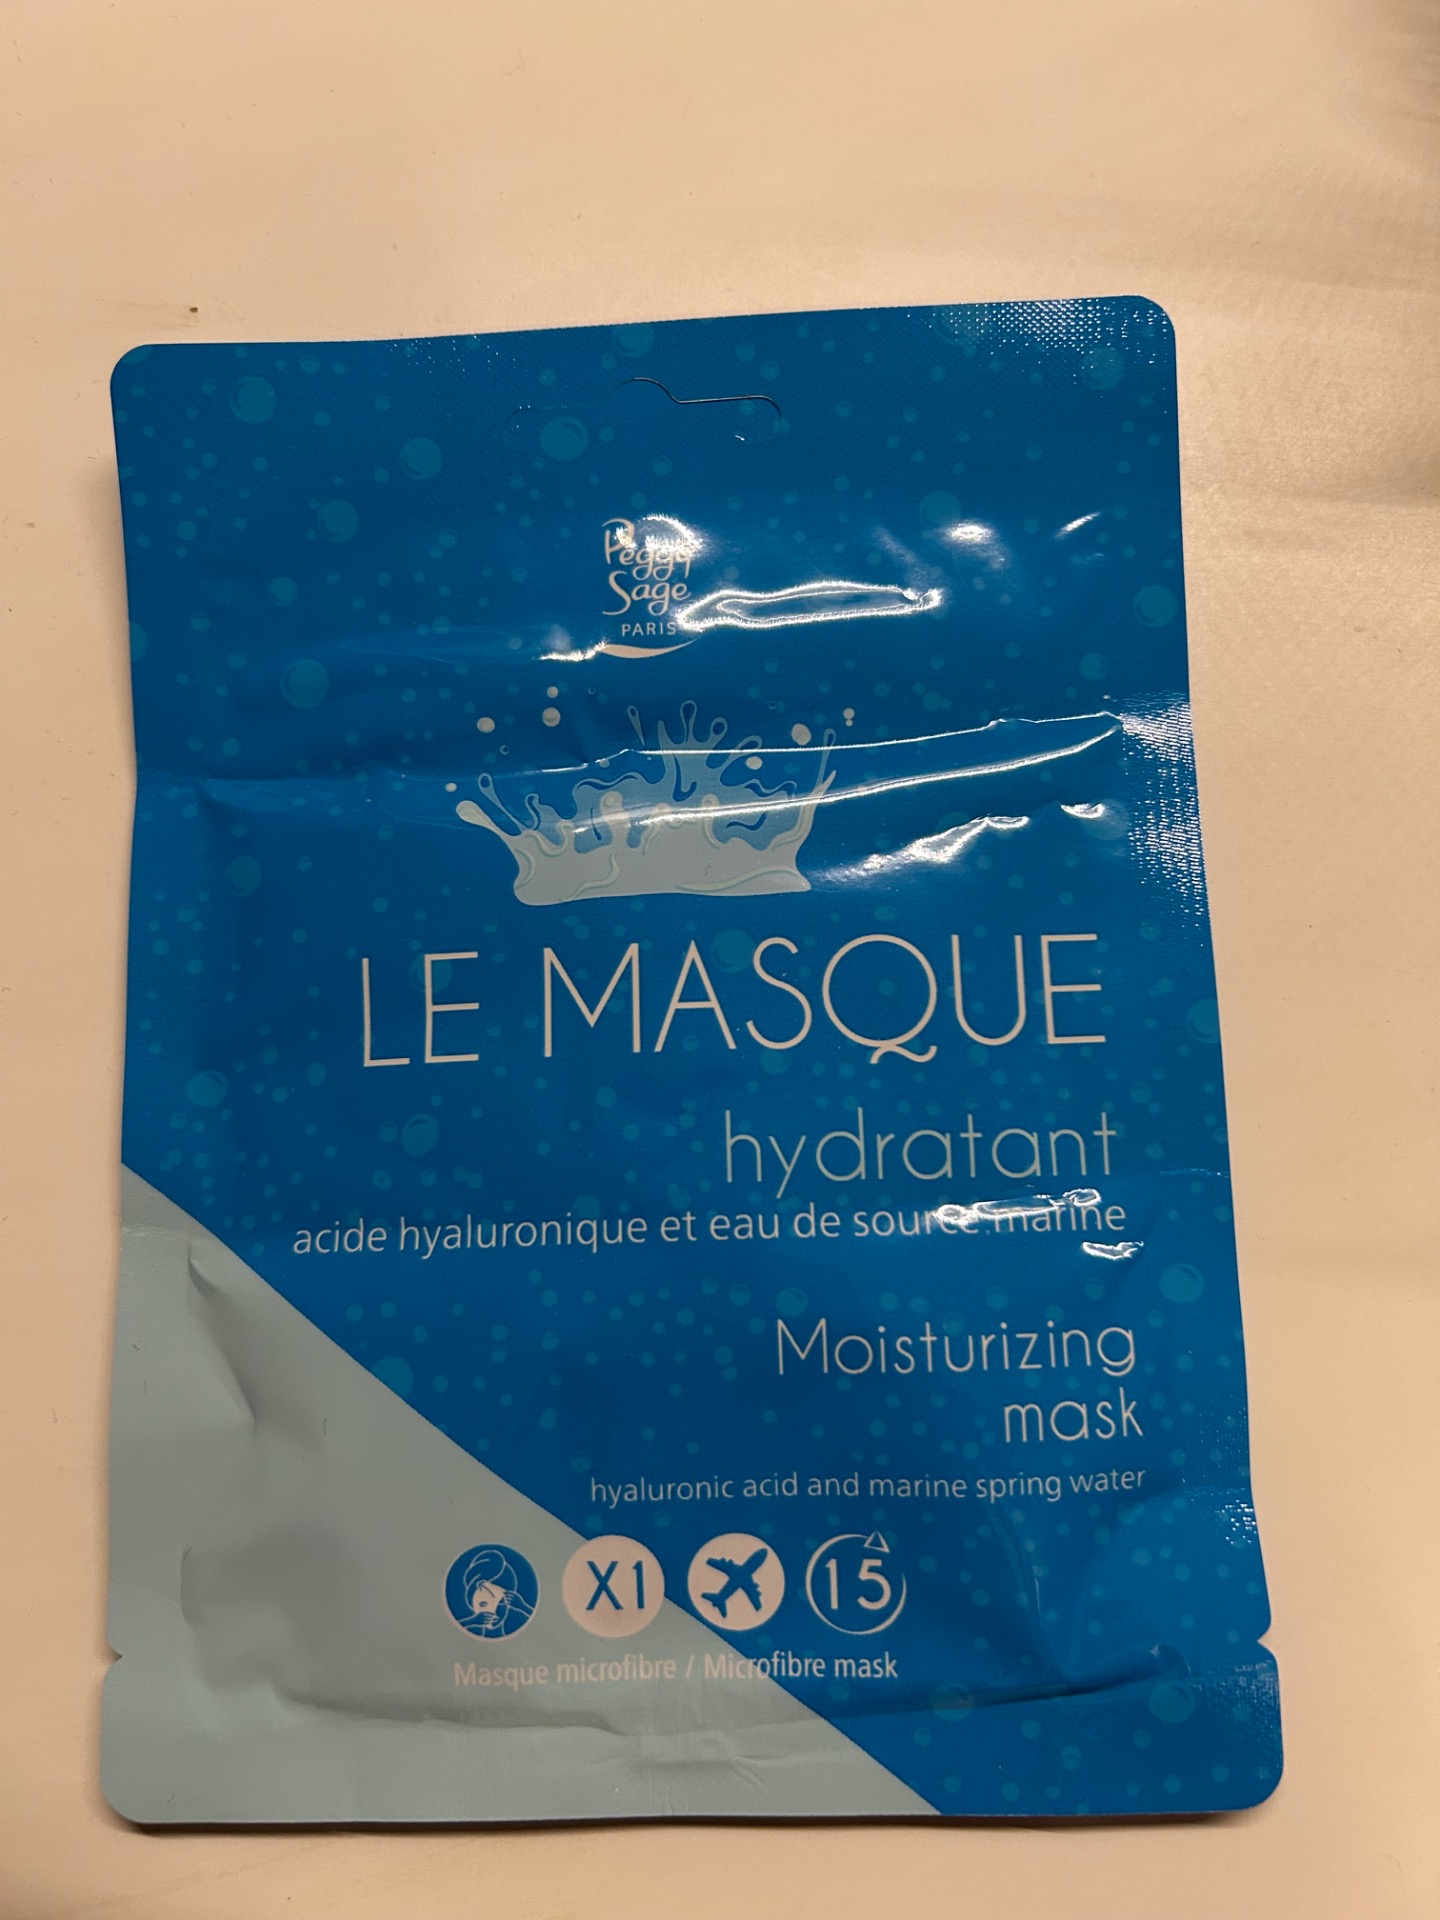 Peggy
Sage
PARIS
LE MASQUE
hydratant
acide hyaluronique et eau de source marine
Moisturizing
mask
hyaluronic acid and marine spring water
X1
15
Masque microfibre / Microfibre mask